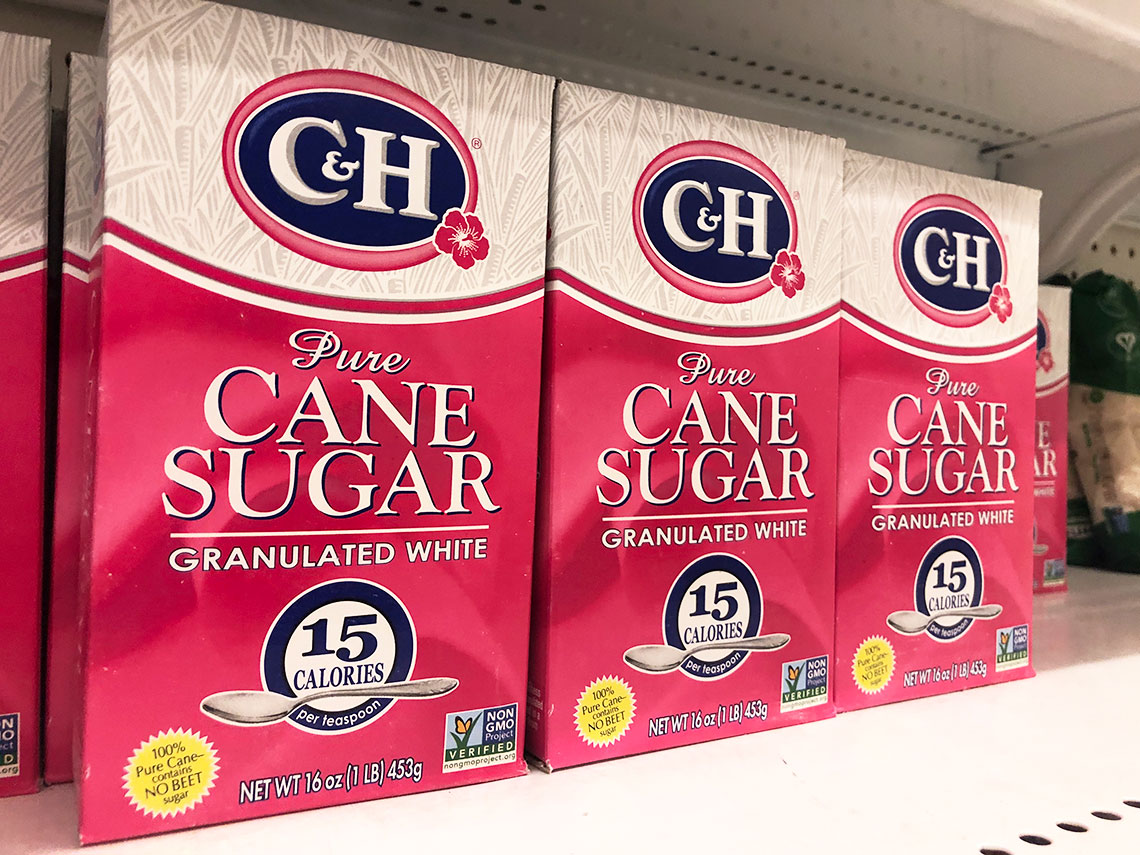 C&H®
Pure
CANE
SUGAR
GRANULATED WHITE
15
CALORIES
per teaspoon
100%
Pure Cane–
contains
NO BEET
sugar
NET WT 16 oz (1 LB) 453g
NON
GMO
Project
VERIFIED
nongmoproject.org
C&H
Pure
CANE
SUGAR
GRANULATED WHITE
15
CALORIES
per teaspoon
100%
Pure Cane–
contains
NO BEET
sugar
NET WT 16 oz (1 LB) 453g
NON
GMO
Project
VERIFIED
nongmoproject.org
C&H
Pure
CANE
SUGAR
GRANULATED WHITE
15
CALORIES
per teaspoon
100%
Pure Cane–
contains
NO BEET
sugar
NET WT 16 oz (1 LB) 453g
NON
GMO
Project
VERIFIED